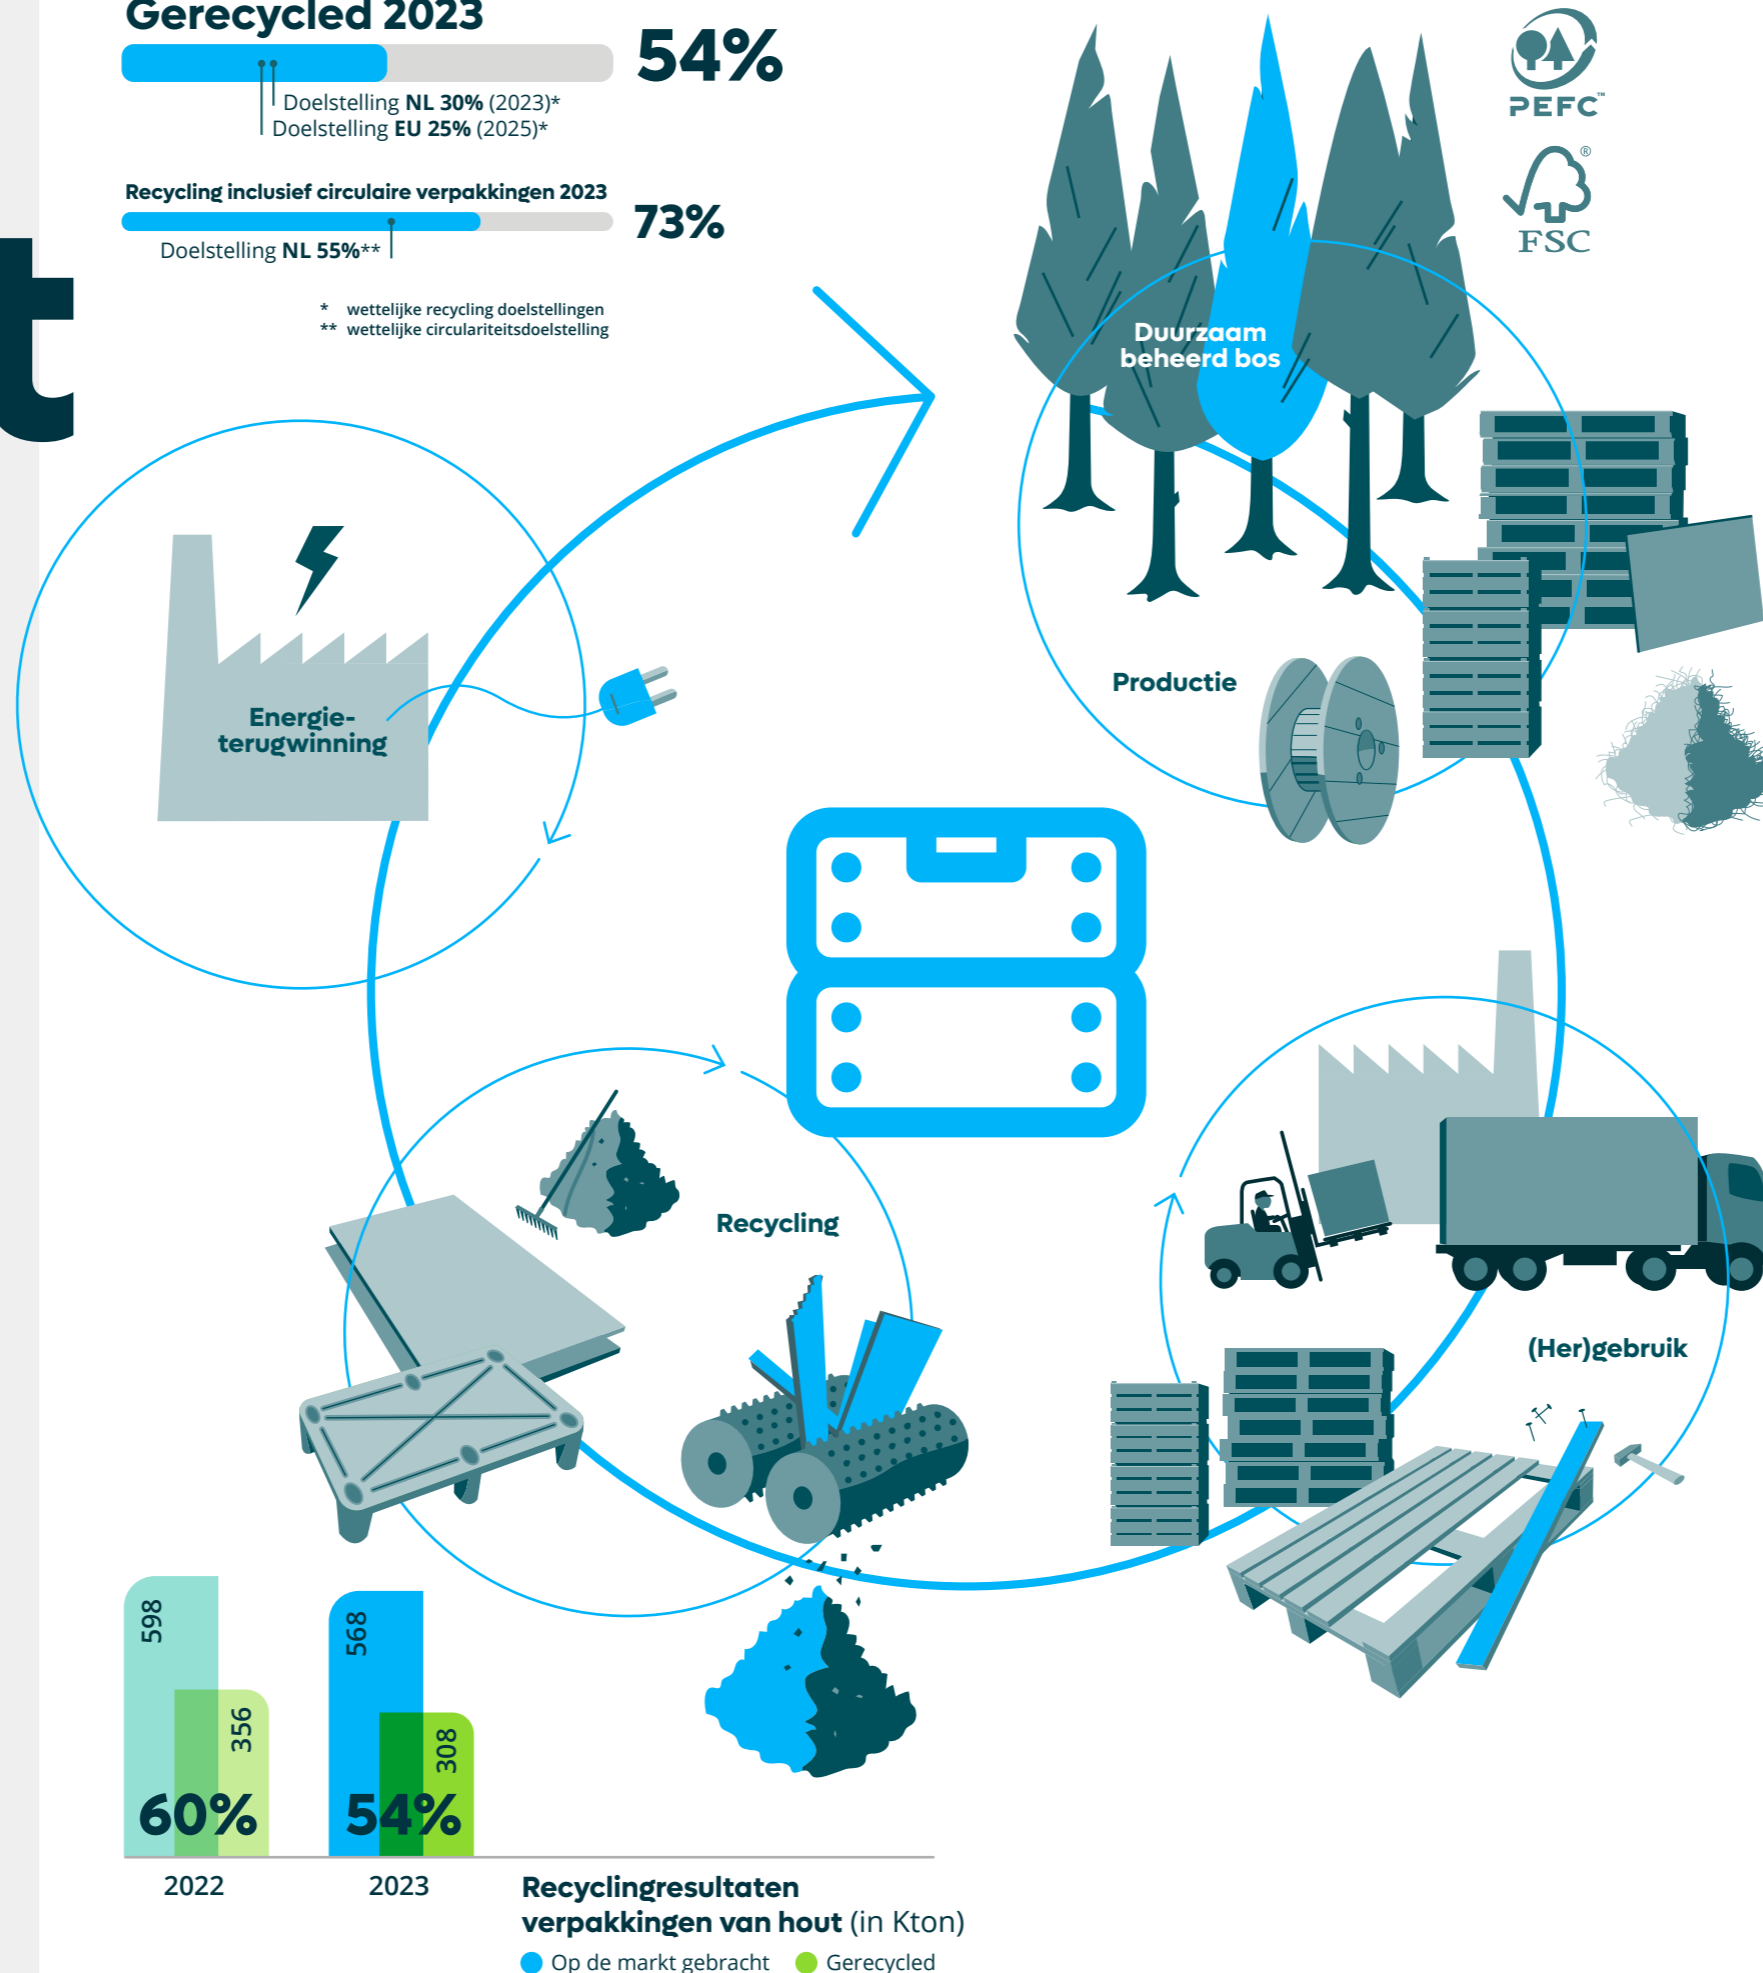 Gerecycled 2023
54%
Doelstelling NL 30% (2023)*
Doelstelling EU 25% (2025)*
Recycling inclusief circulaire verpakkingen 2023
73%
Doelstelling NL 55%**
* wettelijke recycling doelstellingen
** wettelijke circulariteitsdoelstelling
t
PEFC™
®
FSC
Duurzaam
beheerd bos
Productie
Energie-
terugwinning
Recycling
(Her)gebruik
598
356
60%
2022
568
308
54%
2023
Recyclingresultaten
verpakkingen van hout (in Kton)
Op de markt gebracht
Gerecycled